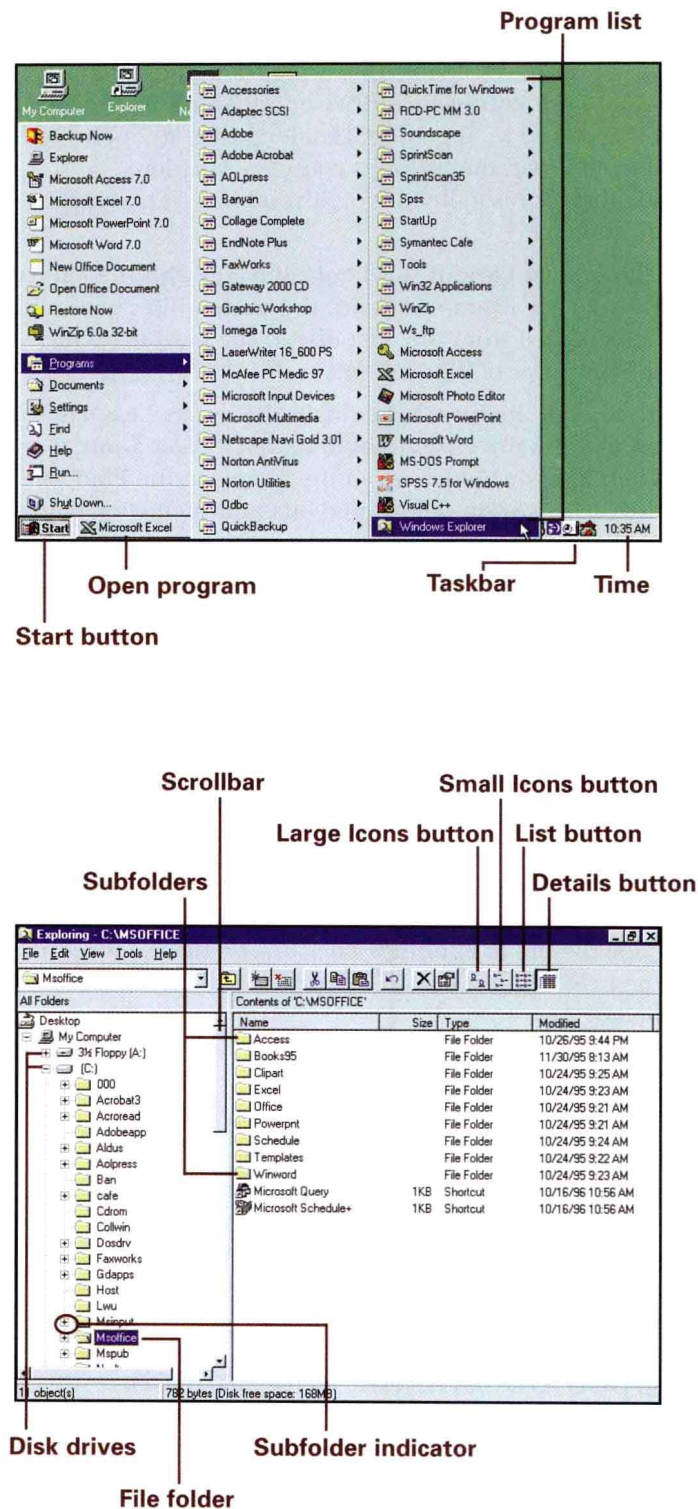 Program list
My Computer
Explorer
Backup Now
Explorer
Microsoft Access 7.0
Microsoft Excel 7.0
Microsoft PowerPoint 7.0
Microsoft Word 7.0
New Office Document
Open Office Document
Restore Now
WinZip 6.0a 32-bit
Programs
Documents
Settings
Find
Help
Run...
Shut Down...
Start
Microsoft Excel
Accessories
Adaptec SCSI
Adobe
Adobe Acrobat
AOLpress
Banyan
Collage Complete
EndNote Plus
FaxWorks
Gateway 2000 CD
Graphic Workshop
Iomega Tools
LaserWriter 16_600 PS
McAfee PC Medic 97
Microsoft Input Devices
Microsoft Multimedia
Netscape Navi Gold 3.01
Norton AntiVirus
Norton Utilities
Odbc
QuickBackup
QuickTime for Windows
RCD-PC MM 3.0
Soundscape
SprintScan
SprintScan35
Spss
StartUp
Symantec Cafe
Tools
Win32 Applications
WinZip
Ws_ftp
Microsoft Access
Microsoft Excel
Microsoft Photo Editor
Microsoft PowerPoint
Microsoft Word
MS-DOS Prompt
SPSS 7.5 for Windows
Visual C++
Windows Explorer
10:35 AM
Open program
Taskbar
Time
Start button
Scrollbar
Small Icons button
Large Icons button
List button
Subfolders
Details button
Exploring - C:\MSOFFICE
File Edit View Tools Help
Msoffice
All Folders
Contents of 'C:\MSOFFICE'
Desktop
My Computer
3½ Floppy (A:)
(C:)
000
Acrobat3
Acroread
Adobeapp
Aldus
Aolpress
Ban
cafe
Cdrom
Collwin
Dosdrv
Faxworks
Gdapps
Host
Lwu
Msinput
Msoffice
Mspub
Name Size Type Modified
Access File Folder 10/26/95 9:44 PM
Books95 File Folder 11/30/95 8:13 AM
Clipart File Folder 10/24/95 9:25 AM
Excel File Folder 10/24/95 9:23 AM
Office File Folder 10/24/95 9:21 AM
Powerpnt File Folder 10/24/95 9:21 AM
Schedule File Folder 10/24/95 9:24 AM
Templates File Folder 10/24/95 9:22 AM
Winword File Folder 10/24/95 9:23 AM
Microsoft Query 1KB Shortcut 10/16/96 10:56 AM
Microsoft Schedule+ 1KB Shortcut 10/16/96 10:56 AM
object(s)
782 bytes (Disk free space: 168MB)
Disk drives
Subfolder indicator
File folder